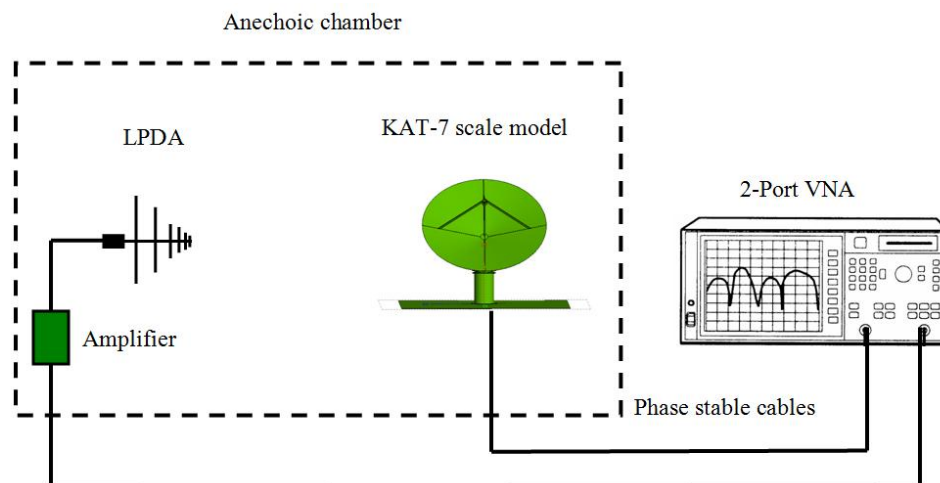 Anechoic chamber
LPDA
KAT-7 scale model
2-Port VNA
Amplifier
Phase stable cables